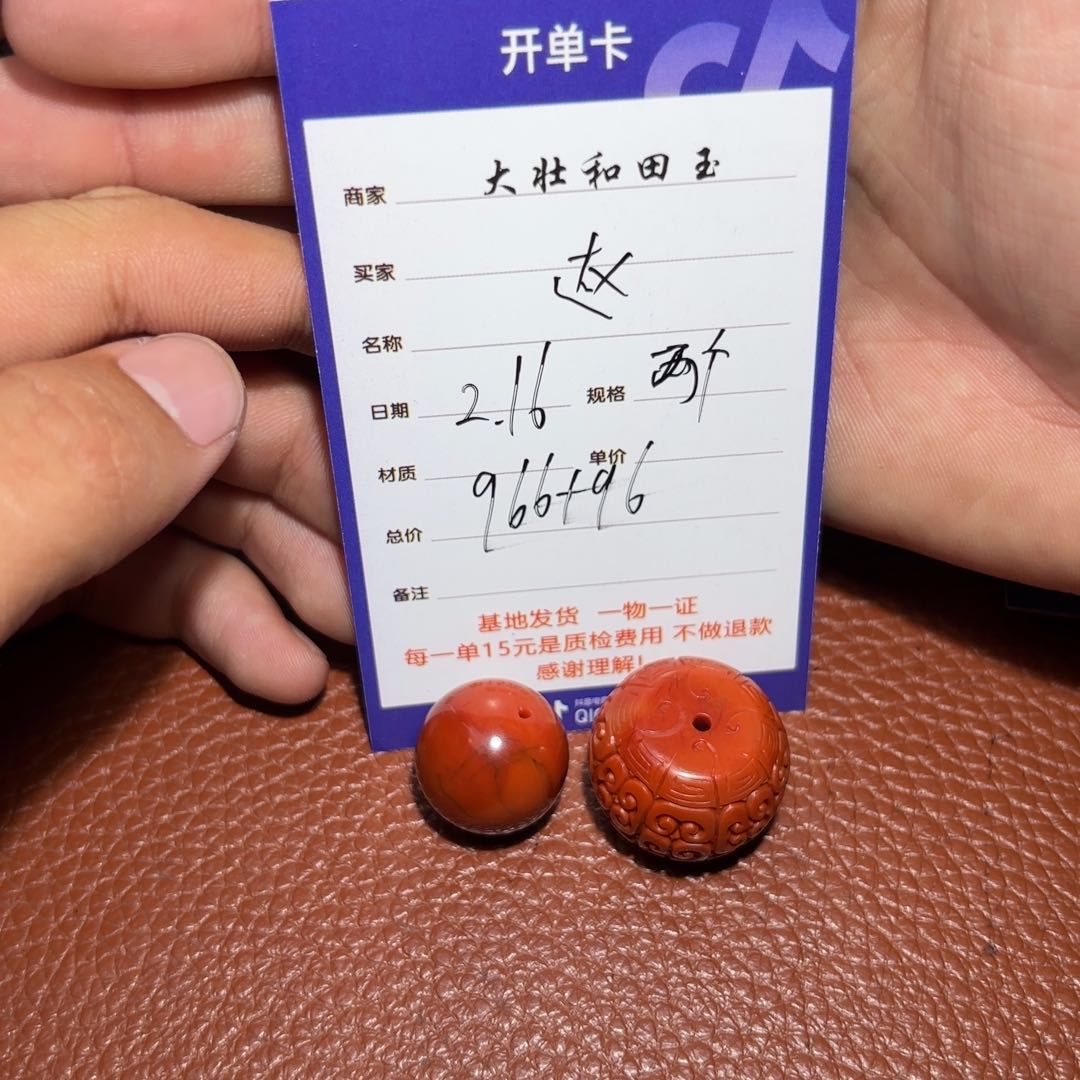 开单卡
商家 大壮和田玉
买家 赵
名称
日期 2.16 规格 两个
材质 单价
总价 966+96
备注
基地发货 一物一证
每一单15元是质检费用 不做退款
感谢理解!